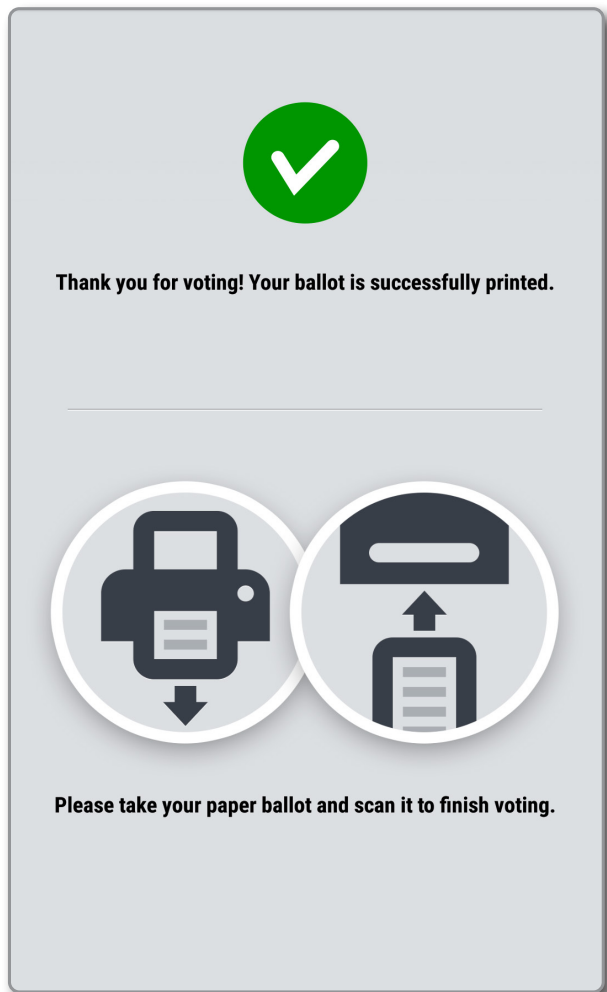 Thank you for voting! Your ballot is successfully printed.
Please take your paper ballot and scan it to finish voting.